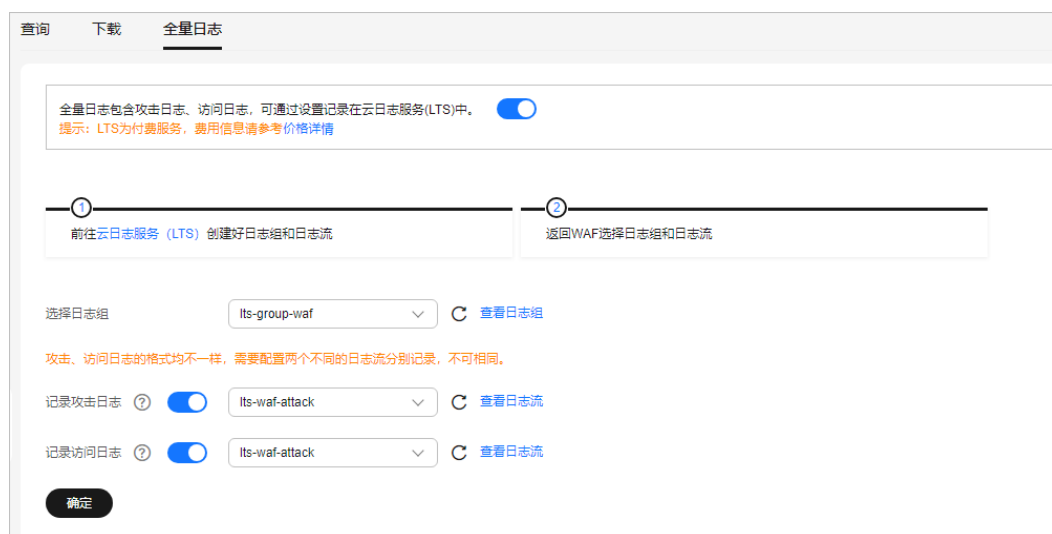 查询 下载 全量日志
全量日志包含攻击日志、访问日志，可通过设置记录在云日志服务(LTS)中。
提示：LTS为付费服务，费用信息请参考价格详情
1 2
前往云日志服务（LTS）创建好日志组和日志流 返回WAF选择日志组和日志流
选择日志组 lts-group-waf 查看日志组
攻击、访问日志的格式均不一样，需要配置两个不同的日志流分别记录，不可相同。
记录攻击日志 ? lts-waf-attack 查看日志流
记录访问日志 ? lts-waf-attack 查看日志流
确定